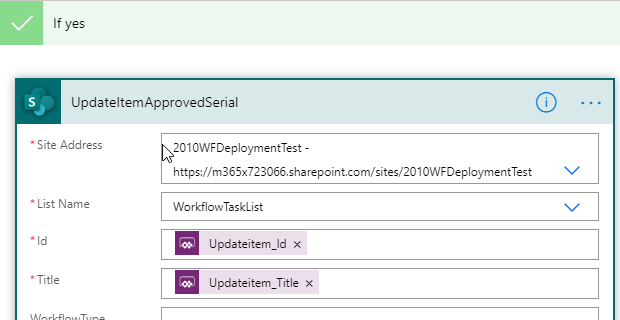 If yes
S
UpdateItemApprovedSerial
* Site Address
2010WFDeploymentTest -
https://m365x723066.sharepoint.com/sites/2010WFDeploymentTest
* List Name
WorkflowTaskList
* Id
Updateitem_Id ×
* Title
Updateitem_Title ×
WorkflowType